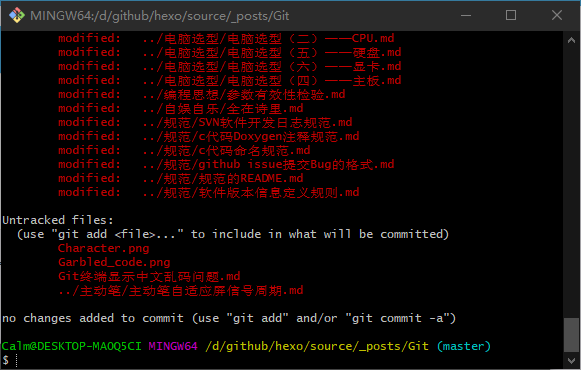 MINGW64:/d/github/hexo/source/_posts/Git
modified:   ../电脑选型/电脑选型（二）——CPU.md
modified:   ../电脑选型/电脑选型（五）——硬盘.md
modified:   ../电脑选型/电脑选型（六）——显卡.md
modified:   ../电脑选型/电脑选型（四）——主板.md
modified:   ../编程思想/参数有效性检验.md
modified:   ../自娱自乐/全在诗里.md
modified:   ../规范/SVN软件开发日志规范.md
modified:   ../规范/c代码Doxygen注释规范.md
modified:   ../规范/c代码命名规范.md
modified:   ../规范/github issue提交Bug的格式.md
modified:   ../规范/规范的README.md
modified:   ../规范/软件版本信息定义规则.md
Untracked files:
(use "git add <file>..." to include in what will be committed)
Character.png
Garbled_code.png
Git终端显示中文乱码问题.md
../主动笔/主动笔自适应屏信号周期.md
no changes added to commit (use "git add" and/or "git commit -a")
Calm@DESKTOP-MAOQ5CI MINGW64 /d/github/hexo/source/_posts/Git (master)
$